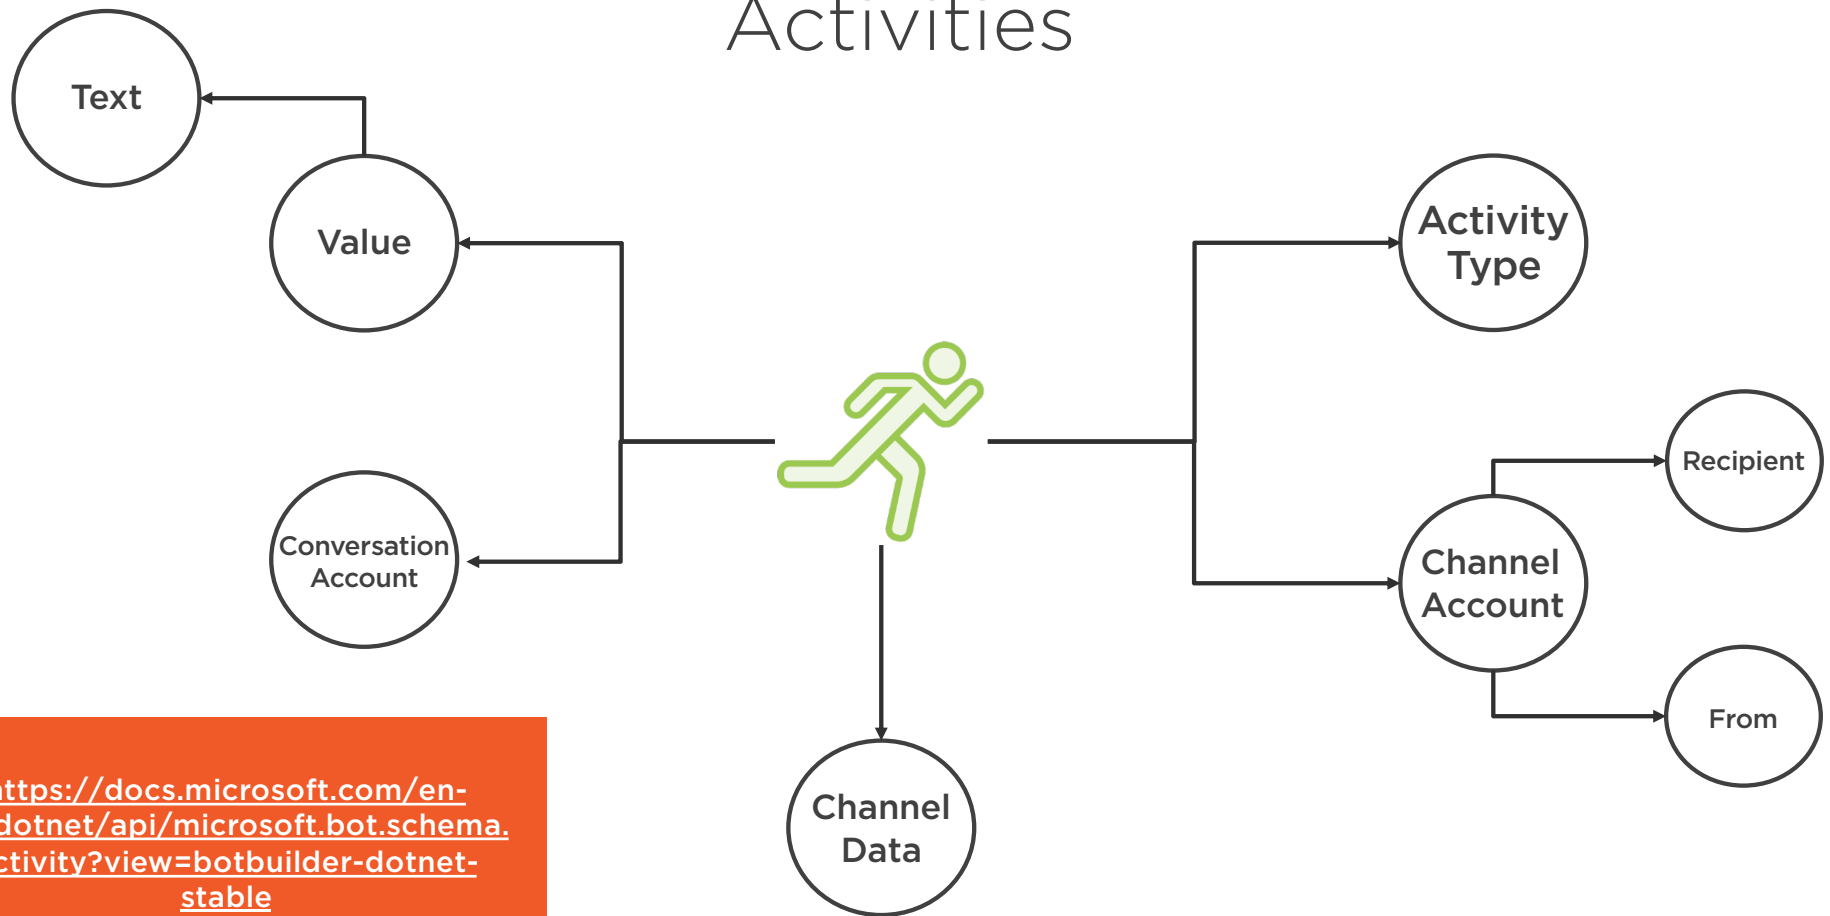 Activities
Text
Value
Activity
Type
Recipient
Conversation
Account
Channel
Account
From
Channel
Data
ttps://docs.microsoft.com/en-
dotnet/api/microsoft.bot.schema.
ctivity?view=botbuilder-dotnet-
stable